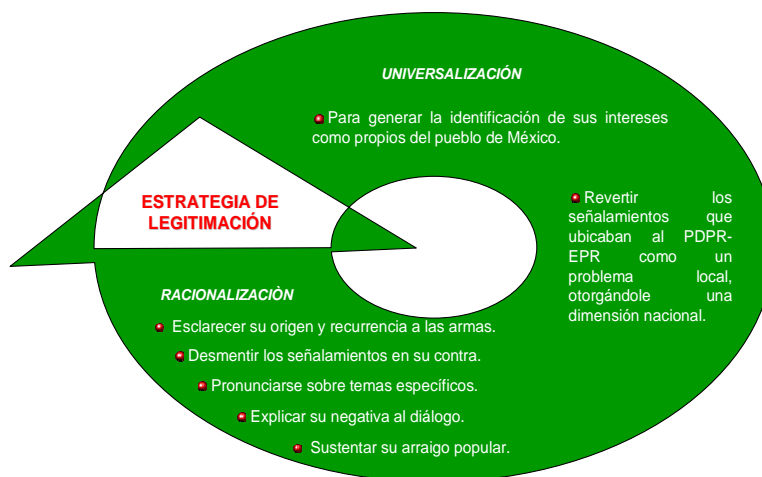 UNIVERSALIZACIÓN
Para generar la identificación de sus intereses
como propios del pueblo de México.
ESTRATEGIA DE
LEGITIMACIÓN
Revertir los
señalamientos que
ubicaban al PDPR-
EPR como un
problema local,
otorgándole una
dimensión nacional.
RACIONALIZACIÒN
Esclarecer su origen y recurrencia a las armas.
Desmentir los señalamientos en su contra.
Pronunciarse sobre temas específicos.
Explicar su negativa al diálogo.
Sustentar su arraigo popular.